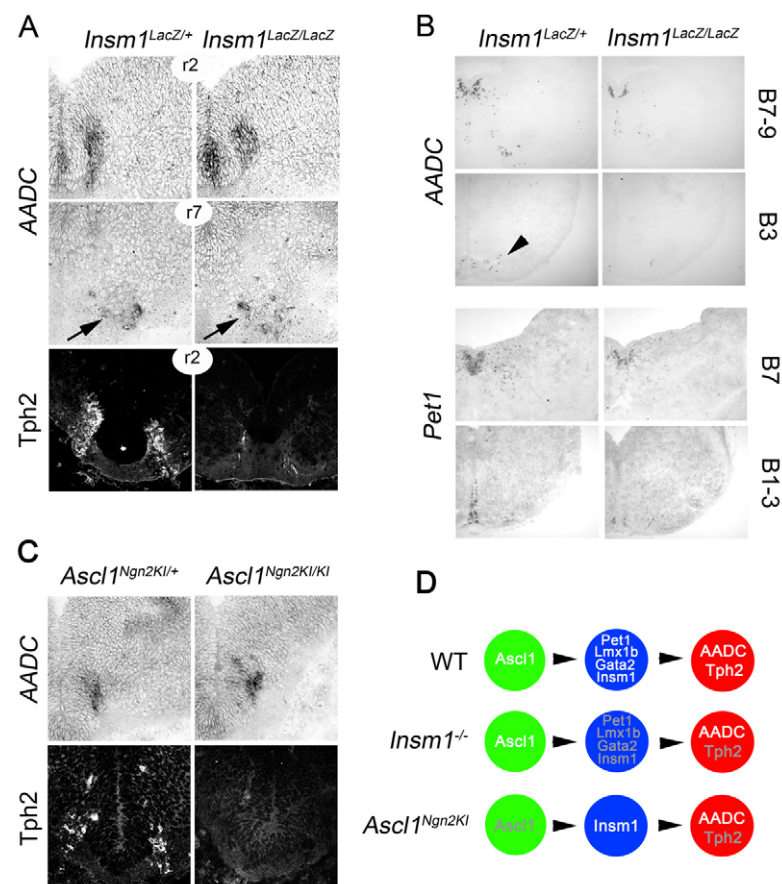 A
Insm1LacZ/+ Insm1LacZ/LacZ
r2
AADC
r7
r2
Tph2
B
Insm1LacZ/+ Insm1LacZ/LacZ
AADC
B7-9
B3
Pet1
B7
B1-3
C
Ascl1Ngn2KI/+ Ascl1Ngn2KI/KI
AADC
Tph2
D
WT
Ascl1
Pet1
Lmx1b
Gata2
Insm1
AADC
Tph2
Insm1-/-
Ascl1
Pet1
Lmx1b
Gata2
Insm1
AADC
Tph2
Ascl1Ngn2KI
Ascl1
Insm1
AADC
Tph2